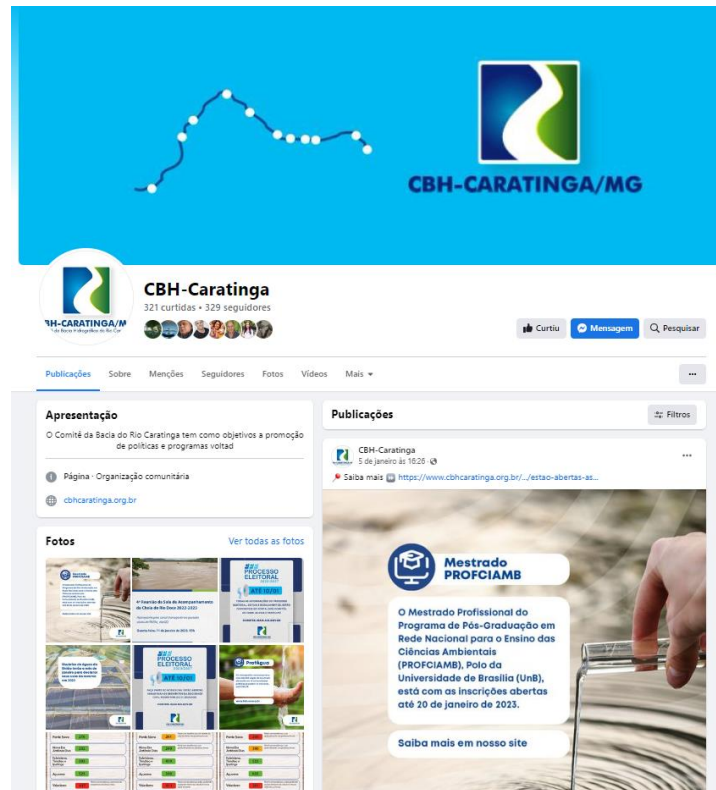 CBH-CARATINGA/MG
CBH-Caratinga
321 curtidas • 329 seguidores
Curtiu
Mensagem
Pesquisar
Publicações
Sobre
Menções
Seguidores
Fotos
Vídeos
Mais
Apresentação
O Comitê da Bacia do Rio Caratinga tem como objetivos a promoção
de políticas e programas voltad
Página · Organização comunitária
cbhcaratinga.org.br
Fotos
Ver todas as fotos
PROCESSO
ELEITORAL
ATÉ 10/01
PROCESSO
ELEITORAL
ATÉ 10/01
ProfÁgua
Publicações
Filtros
CBH-Caratinga
5 de janeiro às 16:26
Saiba mais https://www.cbhcaratinga.org.br/.../estao-abertas-as...
Mestrado
PROFCIAMB
O Mestrado Profissional do
Programa de Pós-Graduação em
Rede Nacional para o Ensino das
Ciências Ambientais
(PROFCIAMB), Polo da
Universidade de Brasília (UnB),
está com as inscrições abertas
até 20 de janeiro de 2023.
Saiba mais em nosso site